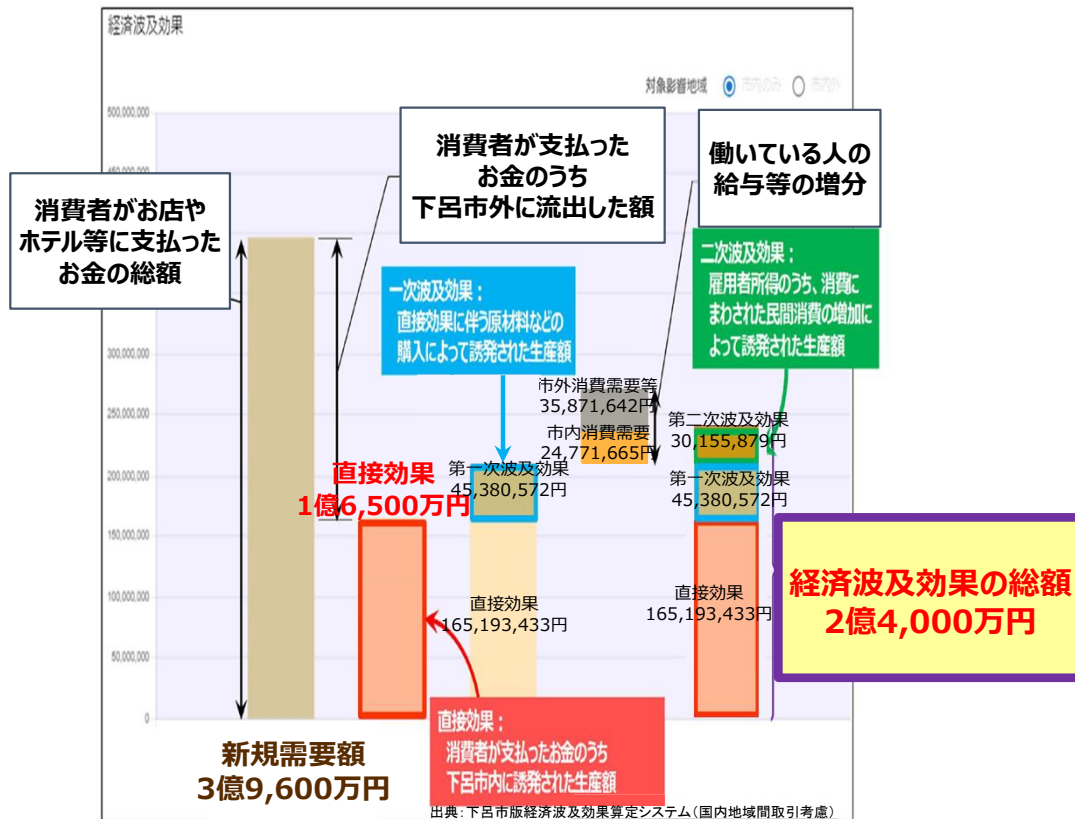 経済波及効果
対象影響地域
市内のみ
市内外
500,000,000
消費者が支払った
お金のうち
下呂市外に流出した額
働いている人の
給与等の増分
消費者がお店や
ホテル等に支払った
お金の総額
二次波及効果:
雇用者所得のうち、消費に
まわされた民間消費の増加に
よって誘発された生産額
一次波及効果:
直接効果に伴う原材料などの
購入によって誘発された生産額
300,000,000
250,000,000
200,000,000
150,000,000
100,000,000
50,000,000
0
市外消費需要等
35,871,642円
市内消費需要
24,771,665円
第二次波及効果
30,155,879円
直接効果
1億6,500万円
第一次波及効果
45,380,572円
第一次波及効果
45,380,572円
直接効果
165,193,433円
直接効果
165,193,433円
経済波及効果の総額
2億4,000万円
直接効果:
消費者が支払ったお金のうち
下呂市内に誘発された生産額
新規需要額
3億9,600万円
出典:下呂市版経済波及効果算定システム(国内地域間取引考慮)